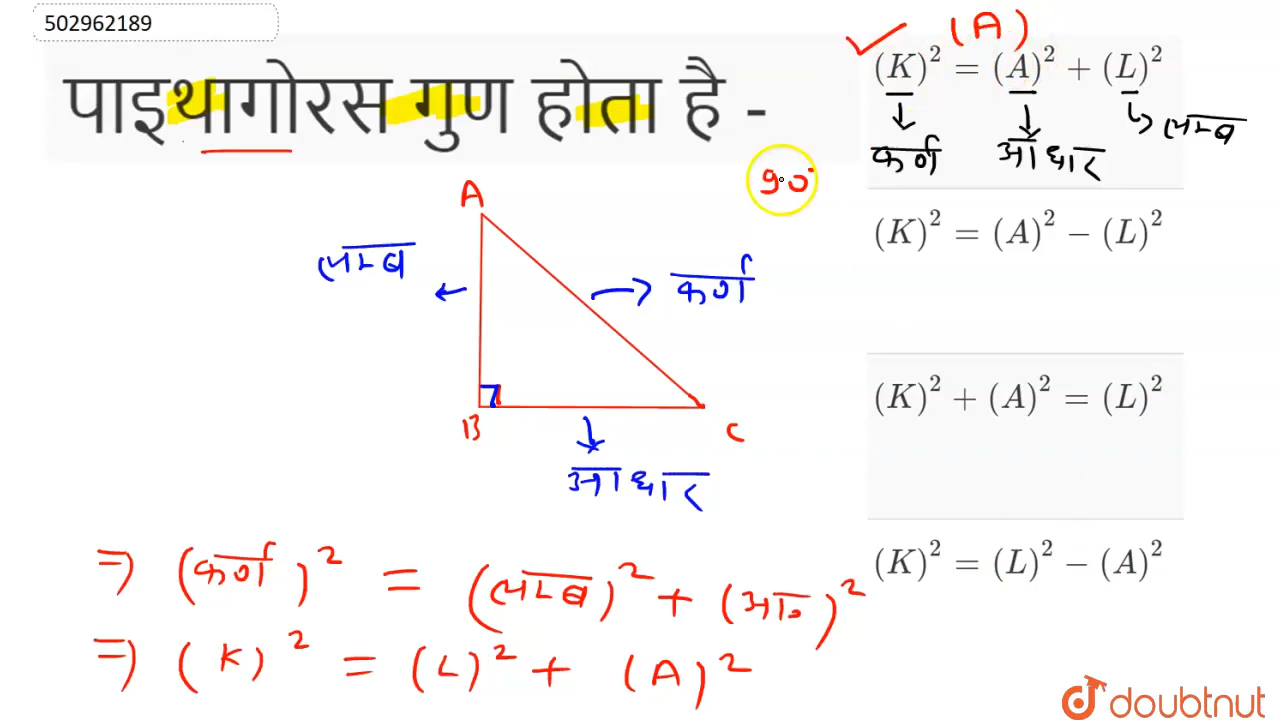 502962189
पाइथागोरस गुण होता है -
(A)
(K)² = (A)² + (L)²
कर्ण आधार लम्ब
90°
A
लम्ब
कर्ण
(K)² = (A)² − (L)²
B C
आधार
(K)² + (A)² = (L)²
(K)² = (L)² − (A)²
⇒ (कर्ण)² = (लम्ब)² + (आ०)²
⇒ (K)² = (L)² + (A)²
doubtnut